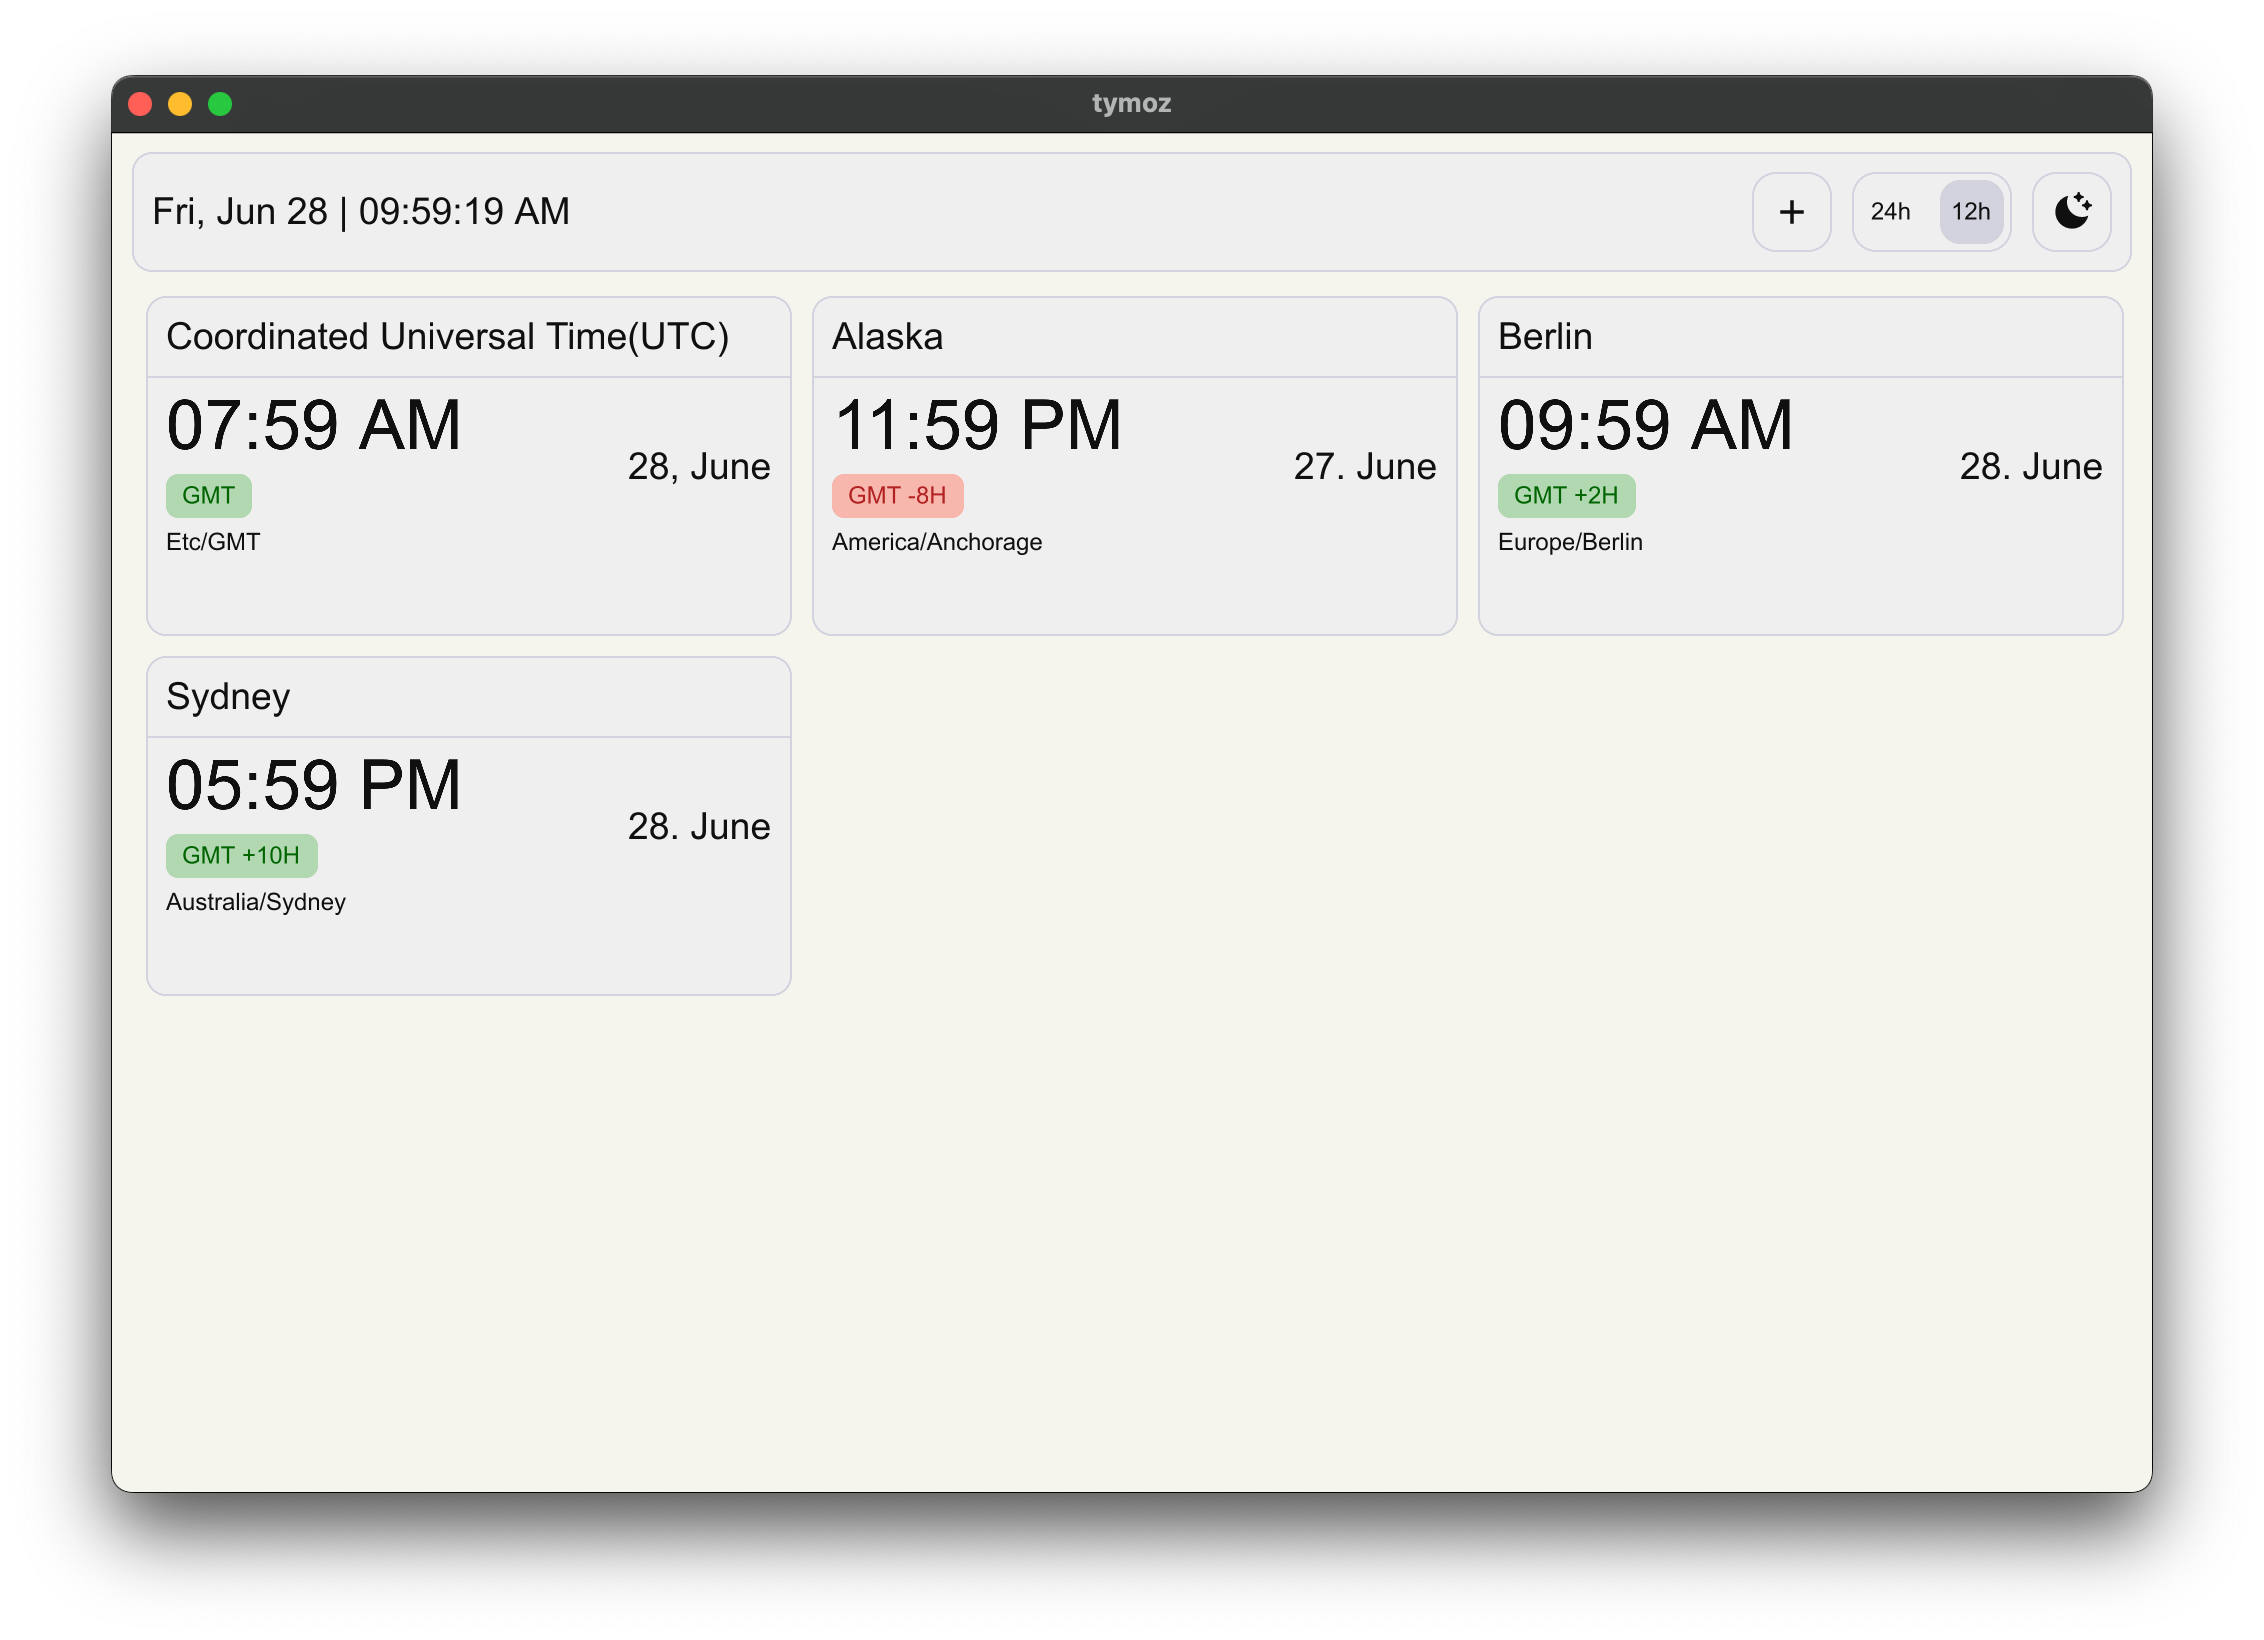 tymoz
Fri, Jun 28 | 09:59:19 AM
+
24h 12h
Coordinated Universal Time(UTC)
07:59 AM
28, June
GMT
Etc/GMT
Alaska
11:59 PM
27. June
GMT -8H
America/Anchorage
Berlin
09:59 AM
28. June
GMT +2H
Europe/Berlin
Sydney
05:59 PM
28. June
GMT +10H
Australia/Sydney